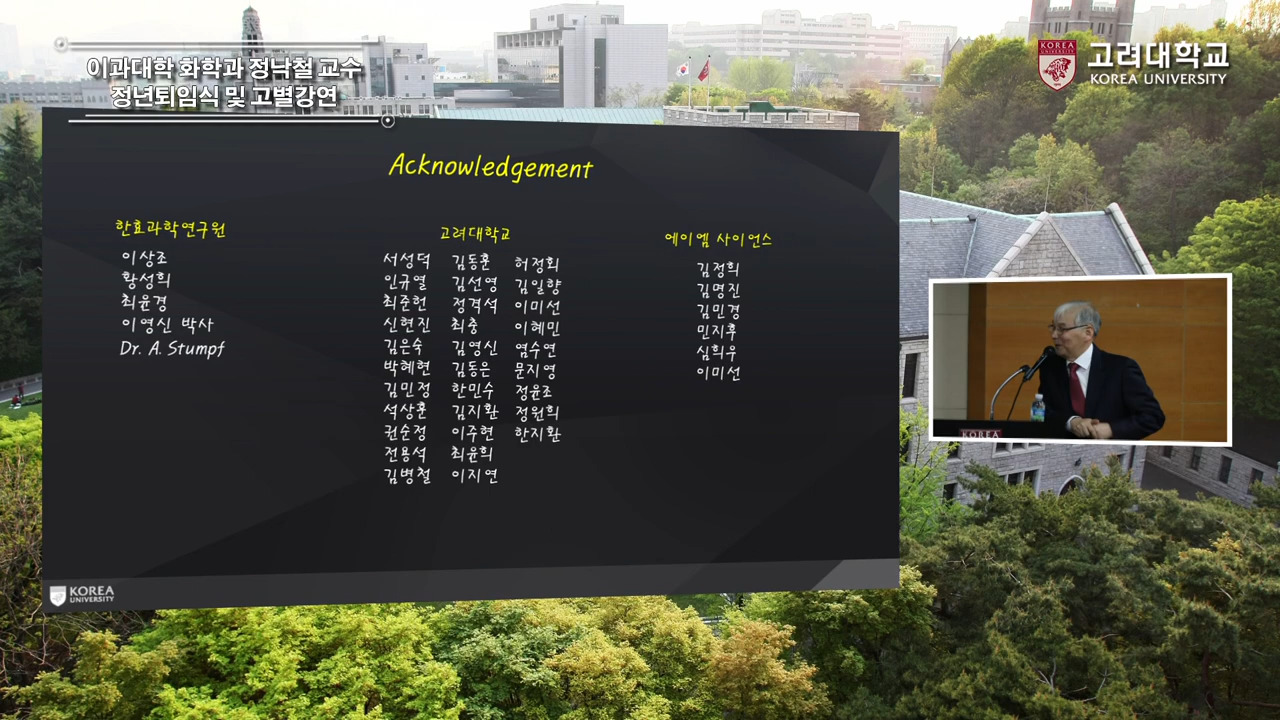 이과대학 화학과 정낙철 교수
정년퇴임식 및 고별강연
KOREA
고려대학교
KOREA UNIVERSITY
Acknowledgement
한효과학연구원
이상조
황성희
최윤경
이영신 박사
Dr. A. Stumpf
고려대학교
서성덕 김동훈 허정회
인규열 김선영 김일향
최준헌 정격석 이미선
신현진 최충 이혜민
김은숙 김영신 염수연
박혜현 김동은 문지영
김민정 한민수 정윤조
석상훈 김지환 정원희
권순정 이주현 한지환
전용석 최윤희
김병철 이지연
에이엠 사이언스
김정희
김명진
김민경
민지후
심희우
이미선
KOREA
KOREA
UNIVERSITY